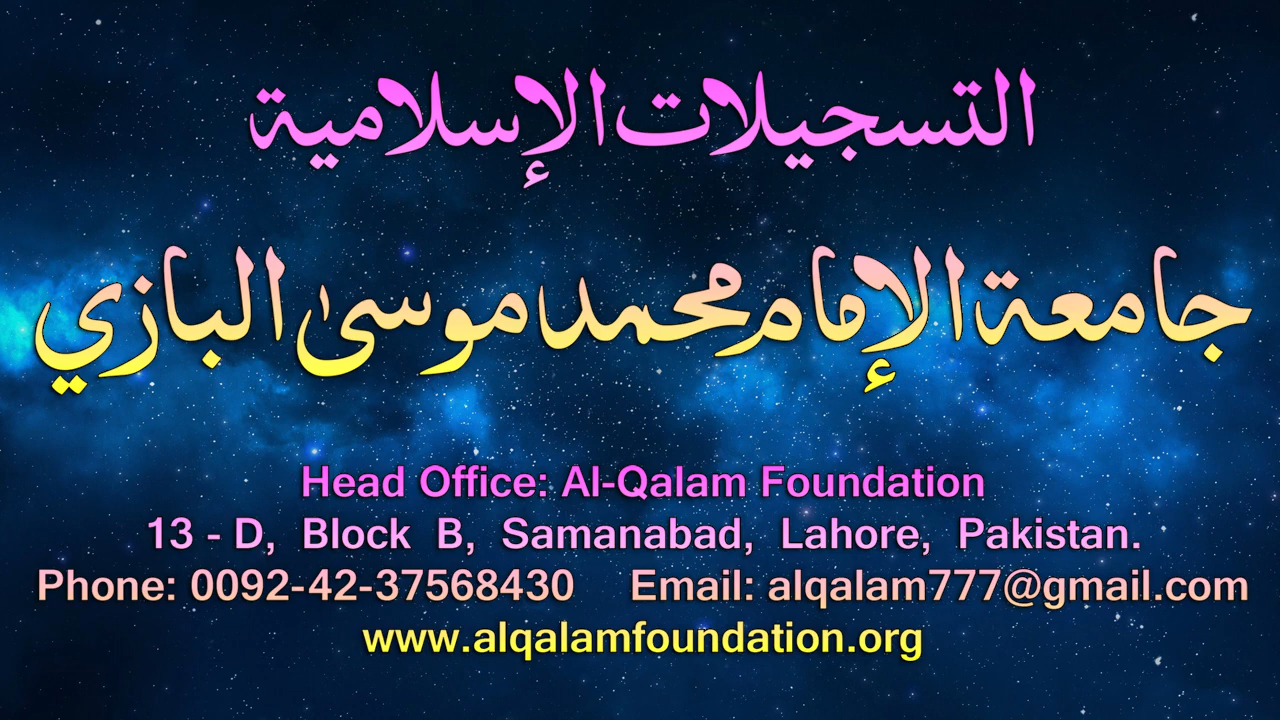 التسجيلات الإسلامية
جامعة الإمام محمد موسىٰ البازي
Head Office: Al-Qalam Foundation
13 - D, Block B, Samanabad, Lahore, Pakistan.
Phone: 0092-42-37568430 Email: alqalam777@gmail.com
www.alqalamfoundation.org